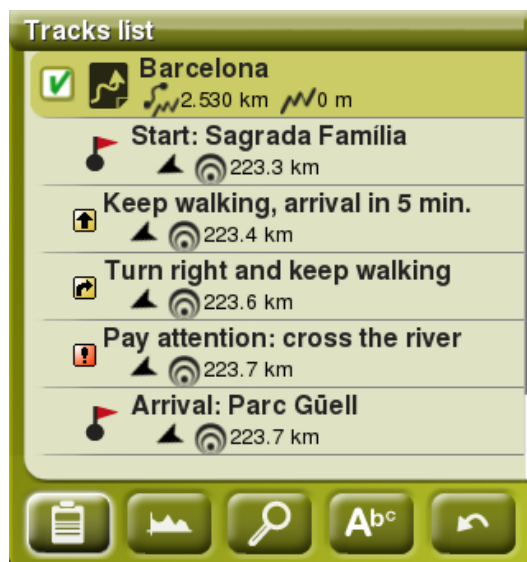 Tracks list
Barcelona
2.530 km 0 m
Start: Sagrada Família
223.3 km
Keep walking, arrival in 5 min.
223.4 km
Turn right and keep walking
223.6 km
Pay attention: cross the river
223.7 km
Arrival: Parc Gūell
223.7 km
Abc